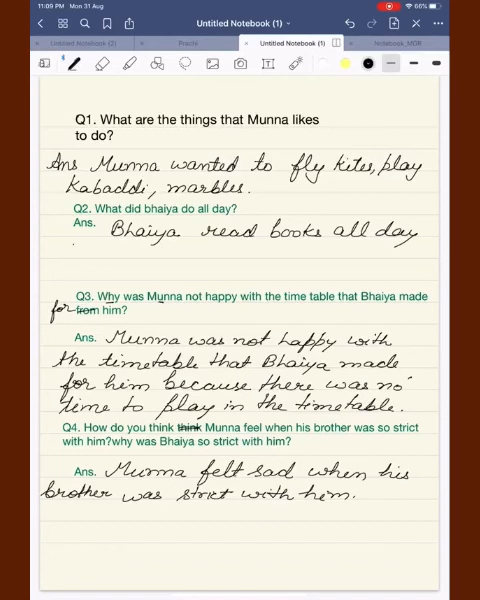 11:09 PM Mon 31 Aug
66%
Untitled Notebook (1)
Untitled Notebook (2)
Prachi
Untitled Notebook (1)
Notebook_MDR
Q1. What are the things that Munna likes
to do?
Ans Munna wanted to fly kites, play
Kabaddi, marbles.
Q2. What did bhaiya do all day?
Ans.
Bhaiya read books all day
Q3. Why was Munna not happy with the time table that Bhaiya made
for from him?
Ans. Munna was not happy with
the timetable that Bhaiya made
for him because there was no
time to play in the timetable.
Q4. How do you think think Munna feel when his brother was so strict
with him?why was Bhaiya so strict with him?
Ans. Munna felt sad when his
brother was strict with him.